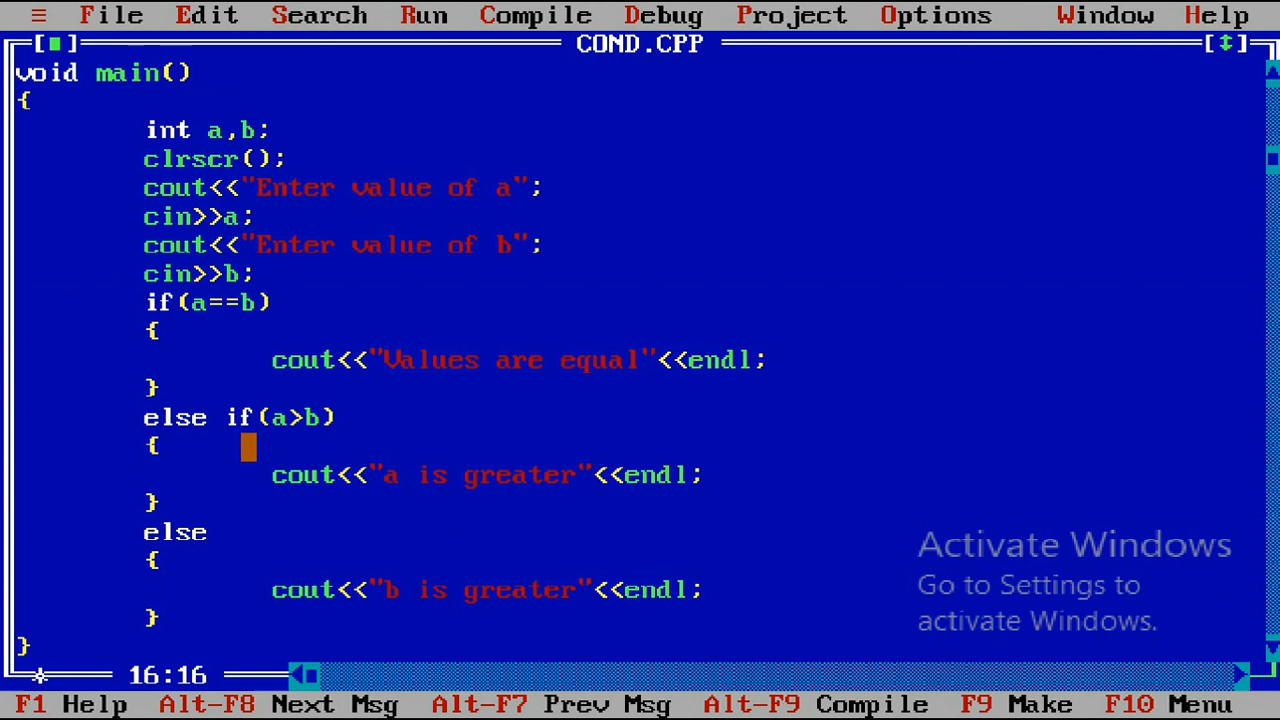 ≡ File Edit Search Run Compile Debug Project Options Window Help
[■] COND.CPP [↕]
void main()
{
int a,b;
clrscr();
cout<<"Enter value of a";
cin>>a;
cout<<"Enter value of b";
cin>>b;
if(a==b)
{
cout<<"Values are equal"<<endl;
}
else if(a>b)
{
cout<<"a is greater"<<endl;
}
else
{
cout<<"b is greater"<<endl;
}
}
Activate Windows
Go to Settings to
activate Windows.
16:16
F1 Help Alt-F8 Next Msg Alt-F7 Prev Msg Alt-F9 Compile F9 Make F10 Menu